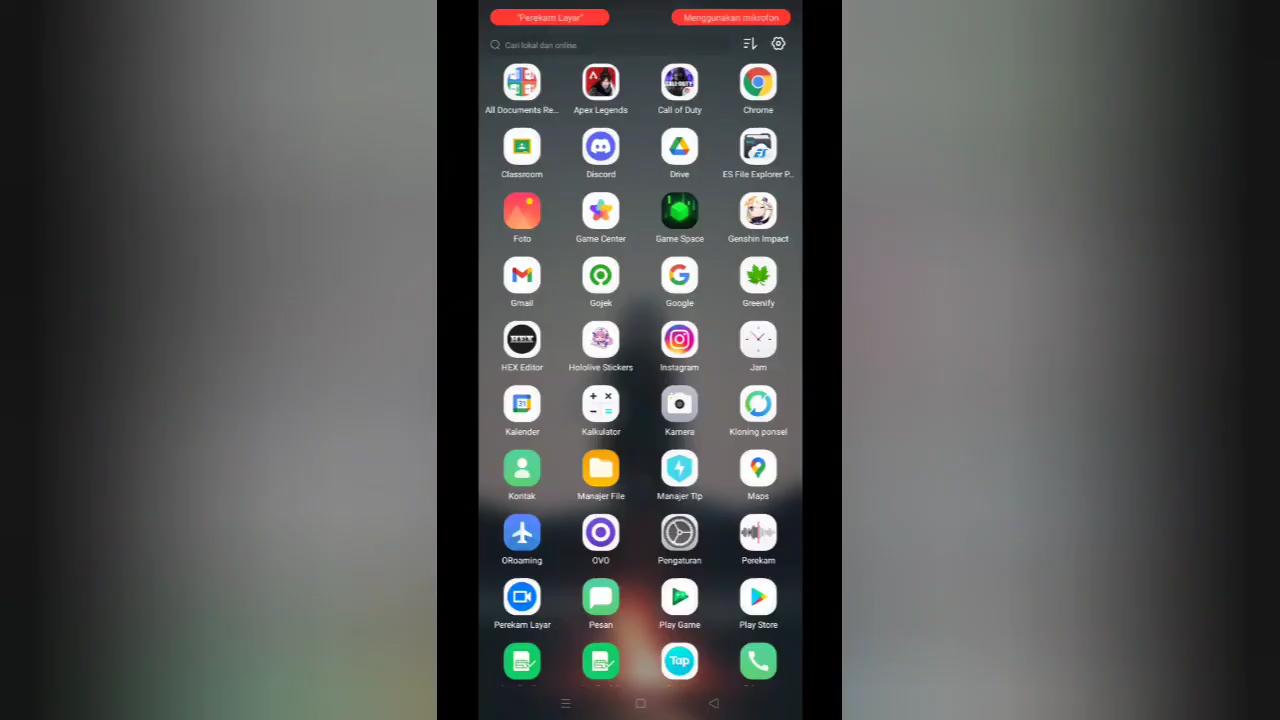 "Perekam Layar"
Menggunakan mikrofon
Cari lokal dan online
All Documents Re...
Apex Legends
Call of Duty
Chrome
Classroom
Discord
Drive
ES File Explorer P...
Foto
Game Center
Game Space
Genshin Impact
Gmail
Gojek
Google
Greenify
HEX Editor
Hololive Stickers
Instagram
Jam
Kalender
Kalkulator
Kamera
Kloning ponsel
Kontak
Manajer File
Manajer Tlp
Maps
ORoaming
OVO
Pengaturan
Perekam
Perekam Layar
Pesan
Play Game
Play Store
Tap